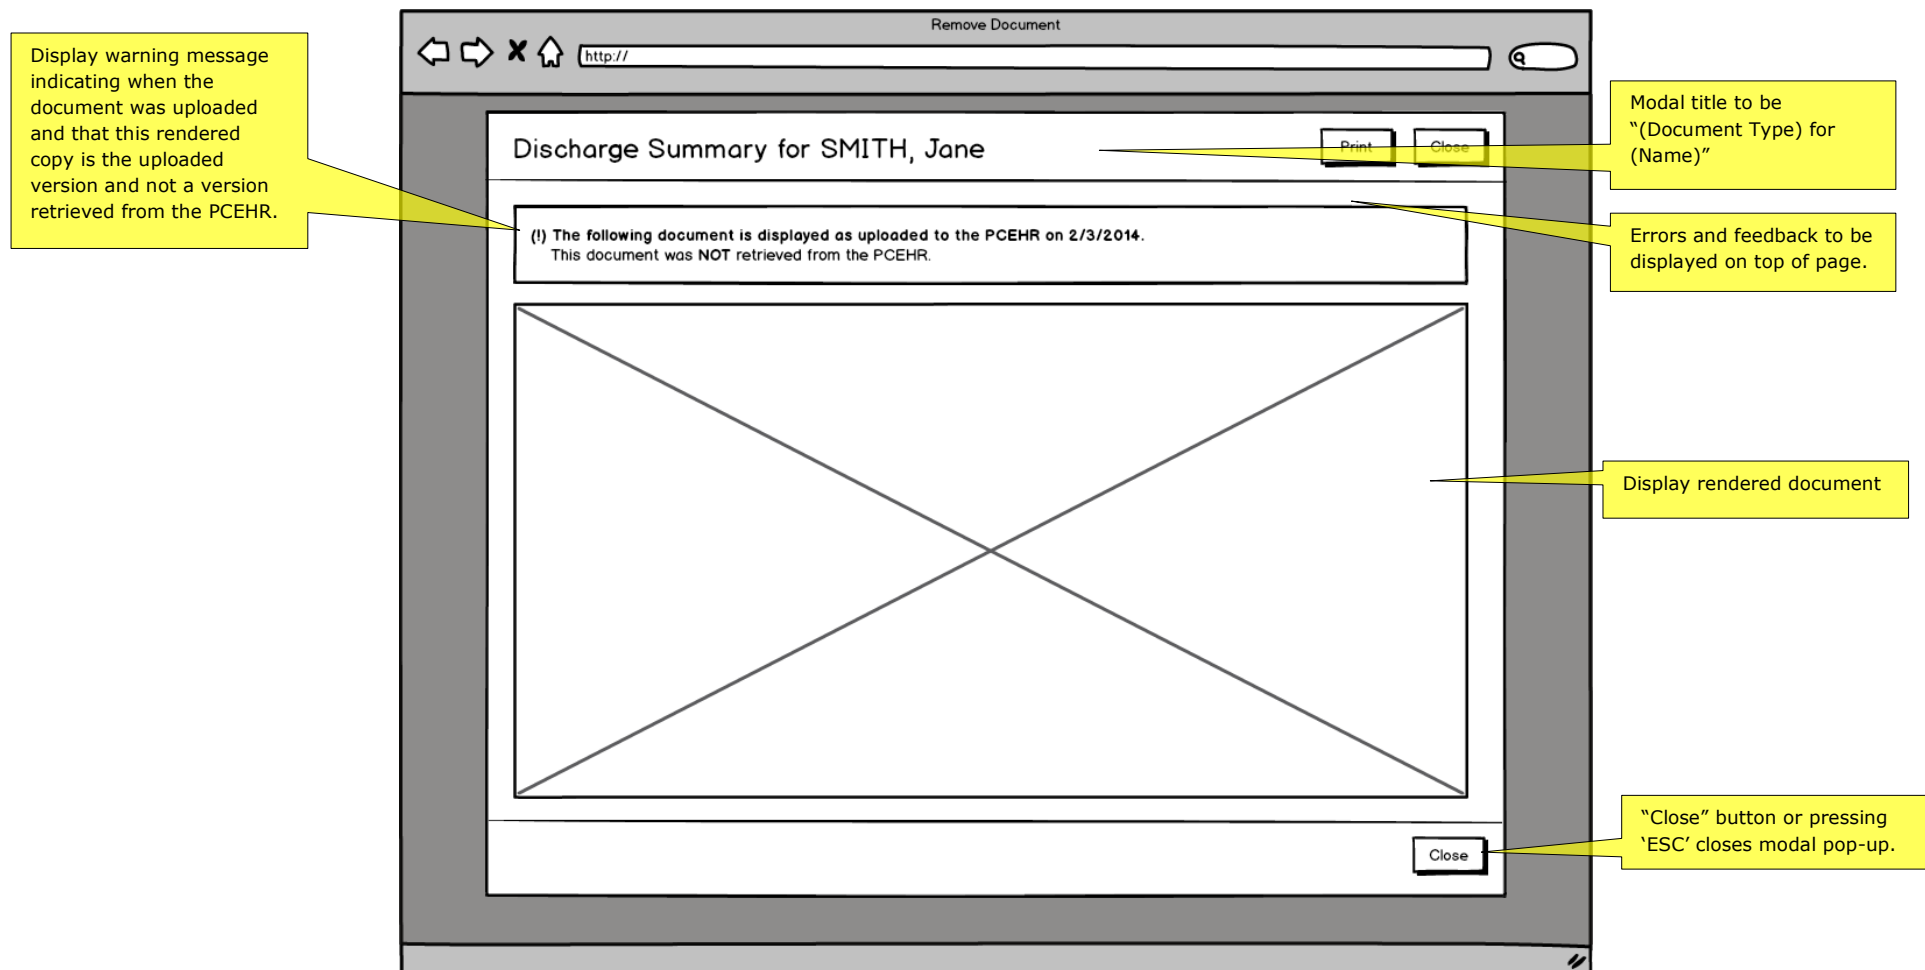 Remove Document
http://
Display warning message
indicating when the
document was uploaded
and that this rendered
copy is the uploaded
version and not a version
retrieved from the PCEHR.
Discharge Summary for SMITH, Jane
Print
Close
Modal title to be
“(Document Type) for
(Name)”
Errors and feedback to be
displayed on top of page.
(!) The following document is displayed as uploaded to the PCEHR on 2/3/2014.
This document was NOT retrieved from the PCEHR.
Display rendered document
“Close” button or pressing
‘ESC’ closes modal pop-up.
Close